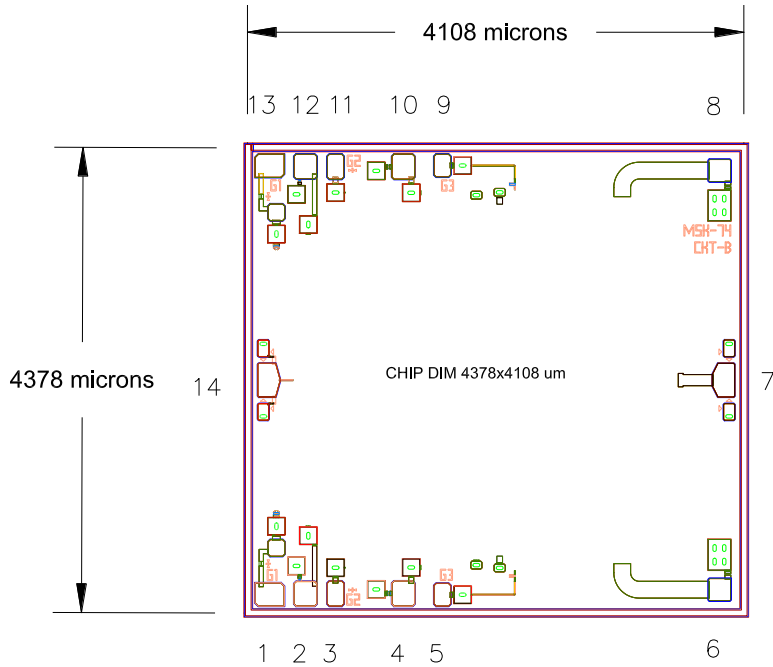 4108 microns
13 12 11 10 9 8
G1 G2 G3
MSK-74
CKT-B
4378 microns
CHIP DIM 4378x4108 um
14 7
G1 G2 G3
1 2 3 4 5 6